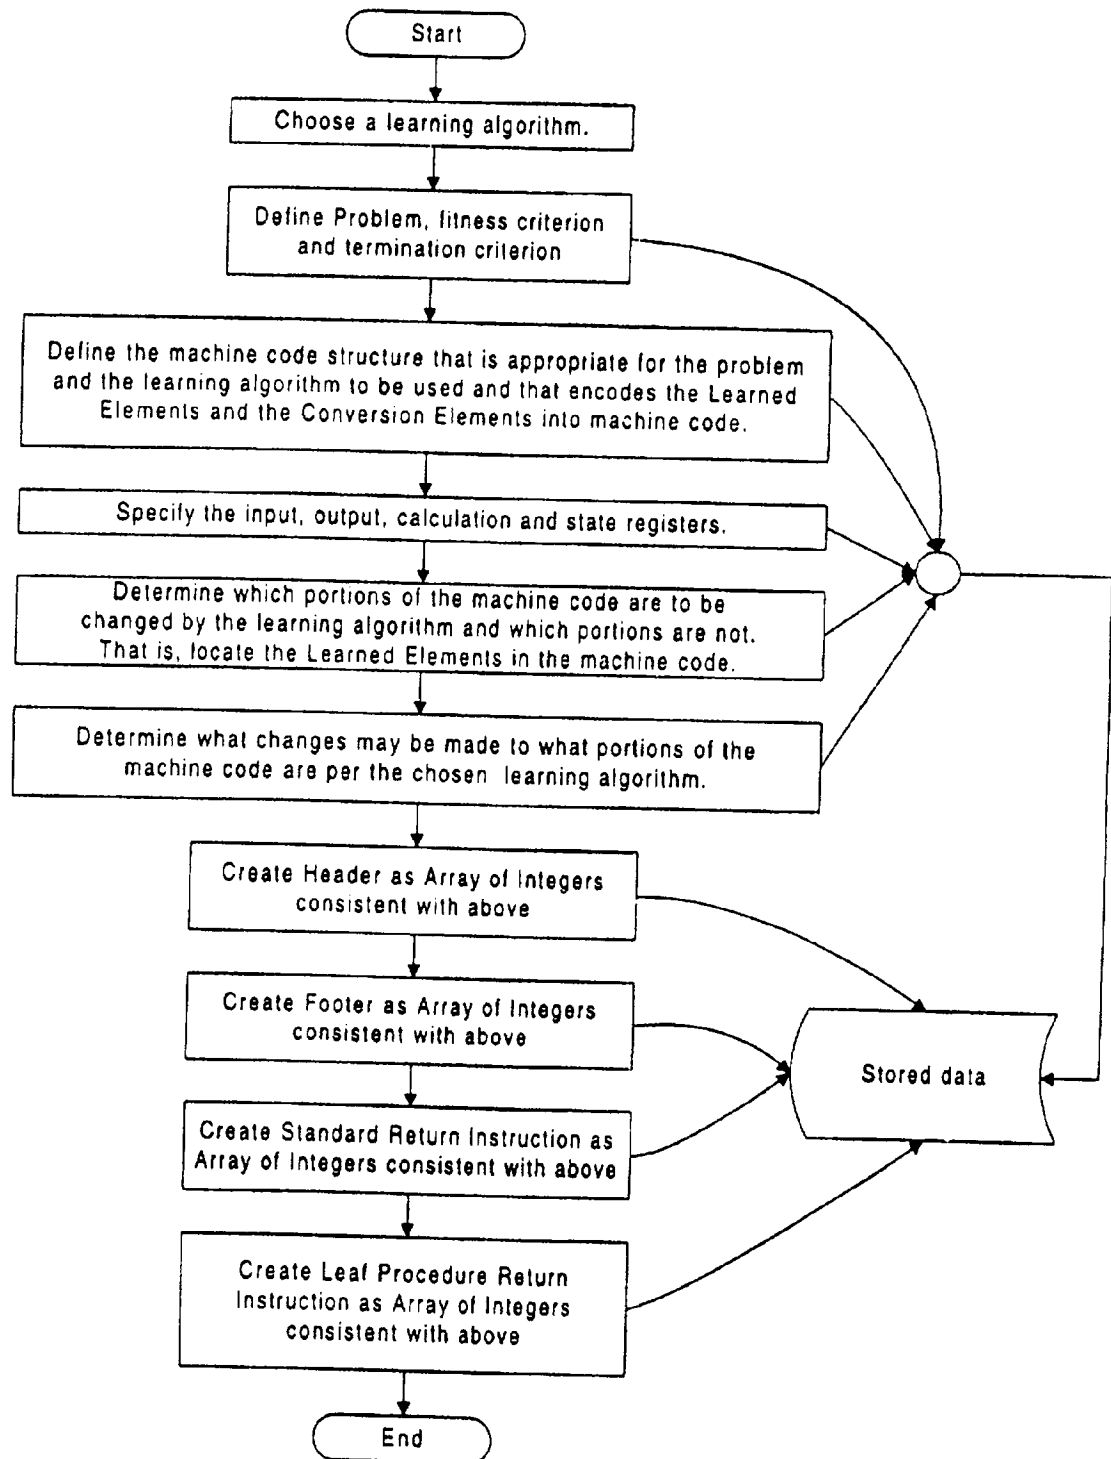 Start
Choose a learning algorithm.
Define Problem, fitness criterion
and termination criterion
Define the machine code structure that is appropriate for the problem
and the learning algorithm to be used and that encodes the Learned
Elements and the Conversion Elements into machine code.
Specify the input, output, calculation and state registers.
Determine which portions of the machine code are to be
changed by the learning algorithm and which portions are not.
That is, locate the Learned Elements in the machine code.
Determine what changes may be made to what portions of the
machine code are per the chosen learning algorithm.
Create Header as Array of Integers
consistent with above
Create Footer as Array of Integers
consistent with above
Stored data
Create Standard Return Instruction as
Array of Integers consistent with above
Create Leaf Procedure Return
Instruction as Array of Integers
consistent with above
End